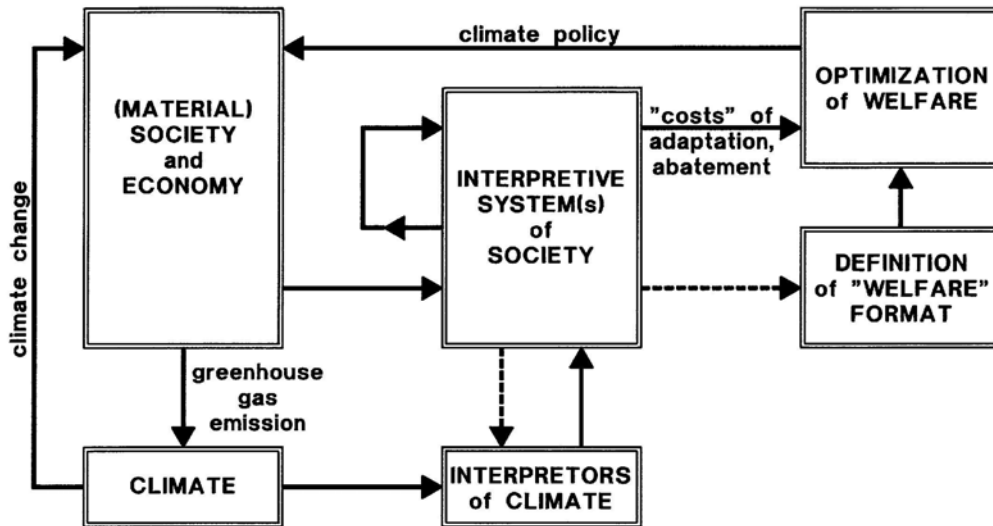 climate policy
(MATERIAL)
SOCIETY
and
ECONOMY
climate change
greenhouse
gas
emission
CLIMATE
INTERPRETIVE
SYSTEM(s)
of
SOCIETY
INTERPRETORS
of CLIMATE
"costs" of
adaptation,
abatement
OPTIMIZATION
of WELFARE
DEFINITION
of "WELFARE"
FORMAT